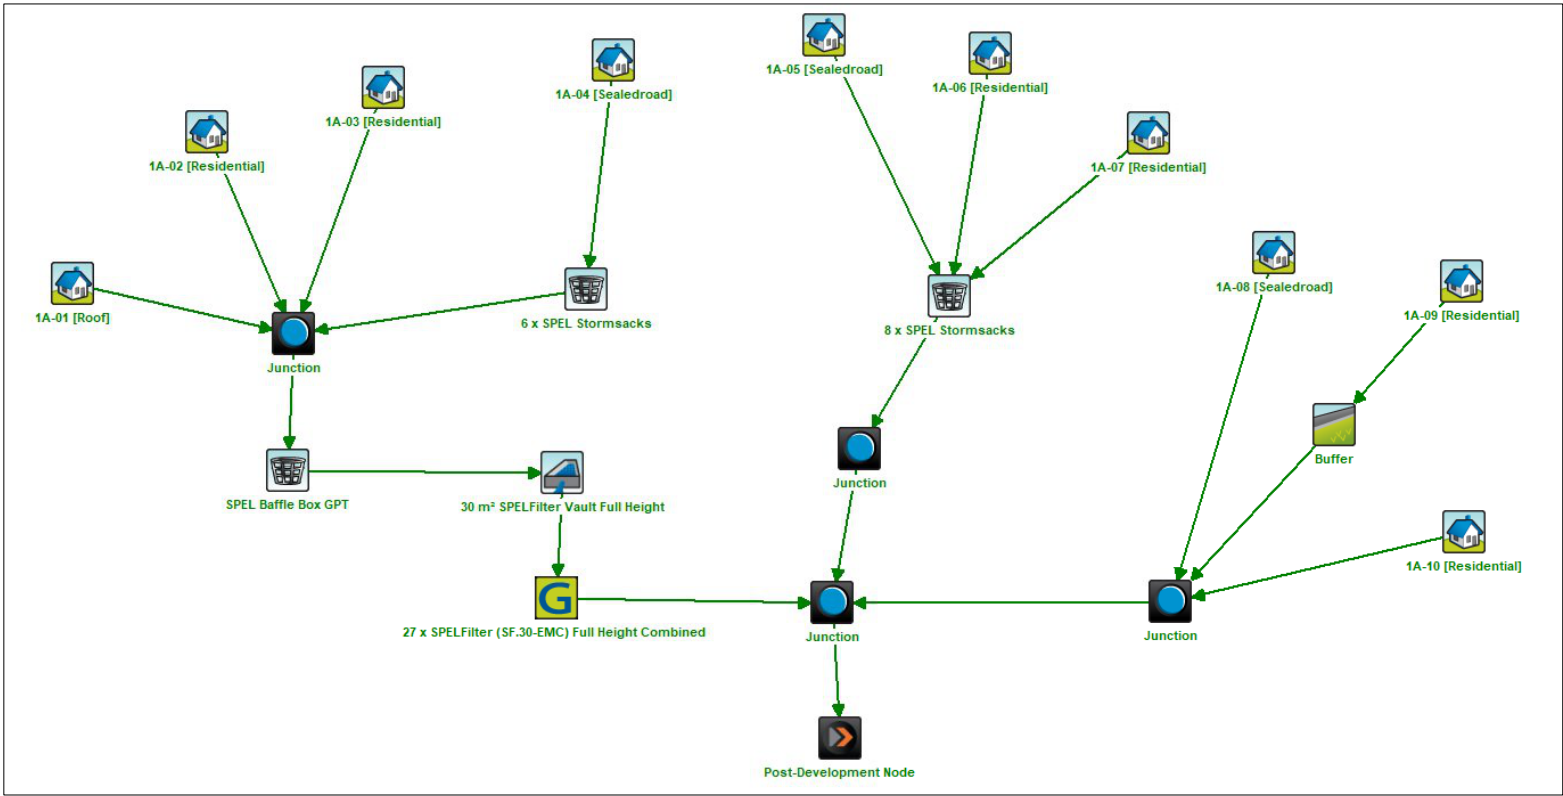 1A-05 [Sealedroad]
1A-06 [Residential]
1A-04 [Sealedroad]
1A-03 [Residential]
1A-02 [Residential]
1A-07 [Residential]
1A-08 [Sealedroad]
1A-09 [Residential]
1A-01 [Roof]
6 x SPEL Stormsacks
8 x SPEL Stormsacks
Junction
Buffer
Junction
SPEL Baffle Box GPT
30 m² SPELFilter Vault Full Height
1A-10 [Residential]
G
27 x SPELFilter (SF.30-EMC) Full Height Combined
Junction
Junction
Post-Development Node